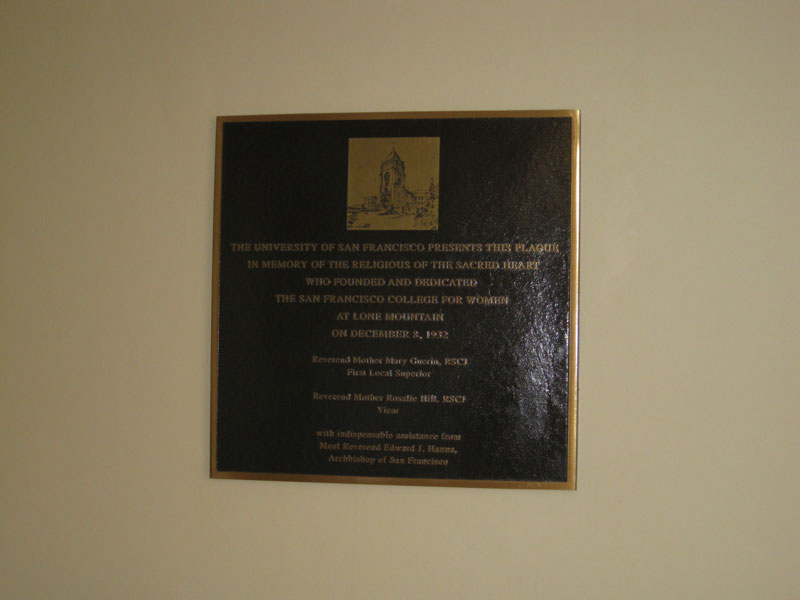 THE UNIVERSITY OF SAN FRANCISCO PRESENTS THIS PLAQUE
IN MEMORY OF THE RELIGIOUS OF THE SACRED HEART
WHO FOUNDED AND DEDICATED
THE SAN FRANCISCO COLLEGE FOR WOMEN
AT LONE MOUNTAIN
ON DECEMBER 8, 1932
Reverend Mother Mary Guerin, RSCJ
First Local Superior
Reverend Mother Rosalie Hill, RSCJ
Vicar
with indispensable assistance from
Most Reverend Edward J. Hanna,
Archbishop of San Francisco